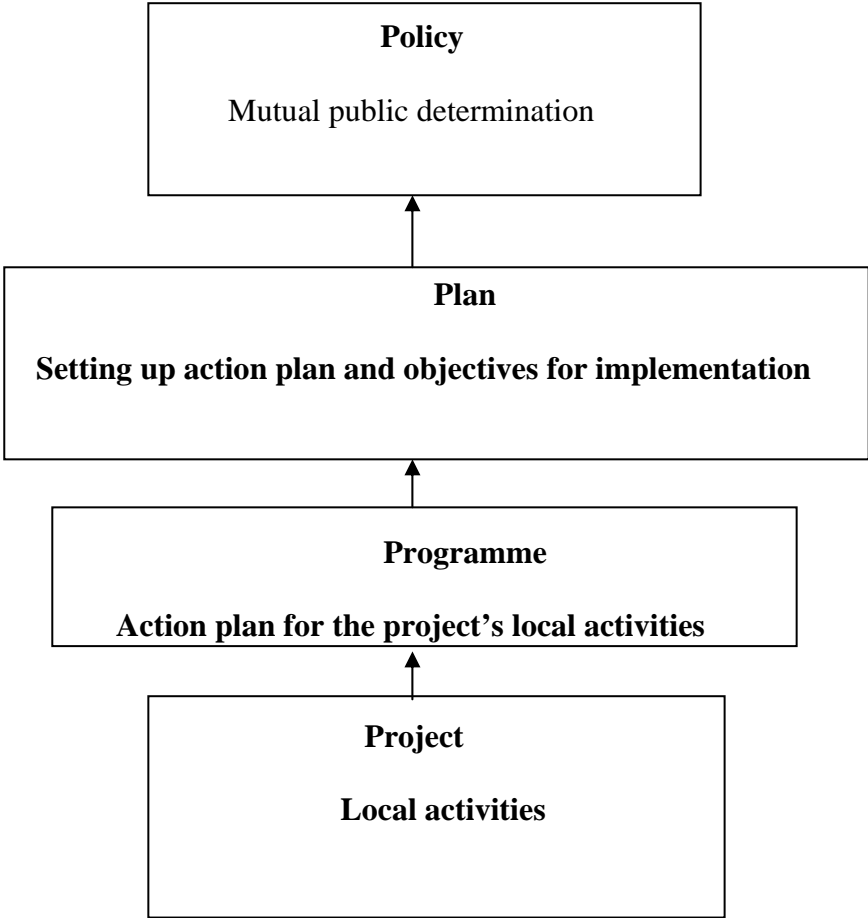 Policy
Mutual public determination
Plan
Setting up action plan and objectives for implementation
Programme
Action plan for the project’s local activities
Project
Local activities